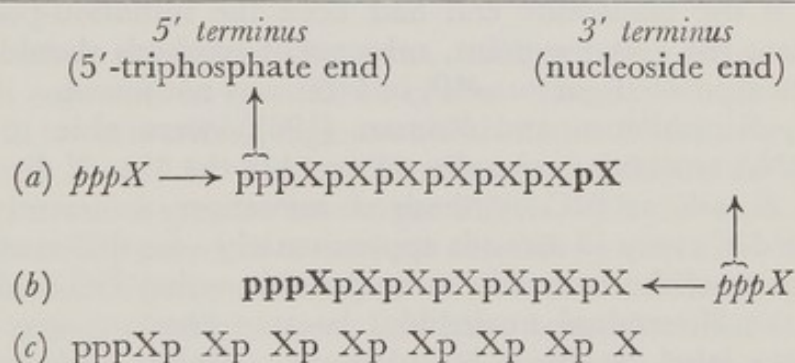 5′ terminus 3′ terminus
(5′-triphosphate end) (nucleoside end)
(a) pppX → pppXpXpXpXpXpXpX
(b) pppXpXpXpXpXpXpX ← pppX
(c) pppXp Xp Xp Xp Xp Xp Xp X